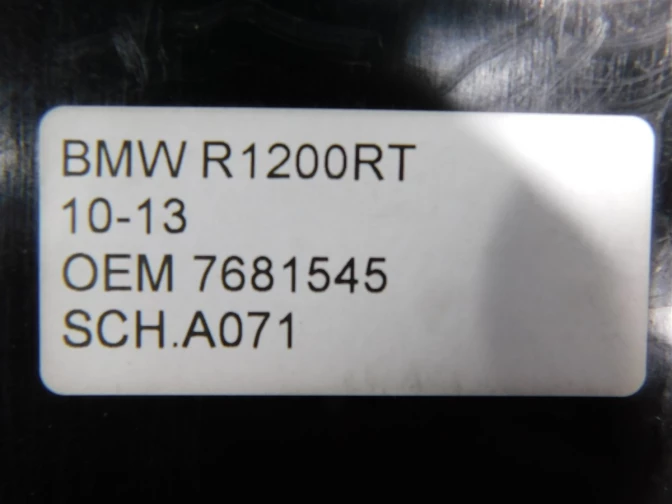 BMW R1200RT
10-13
OEM 7681545
SCH.A071